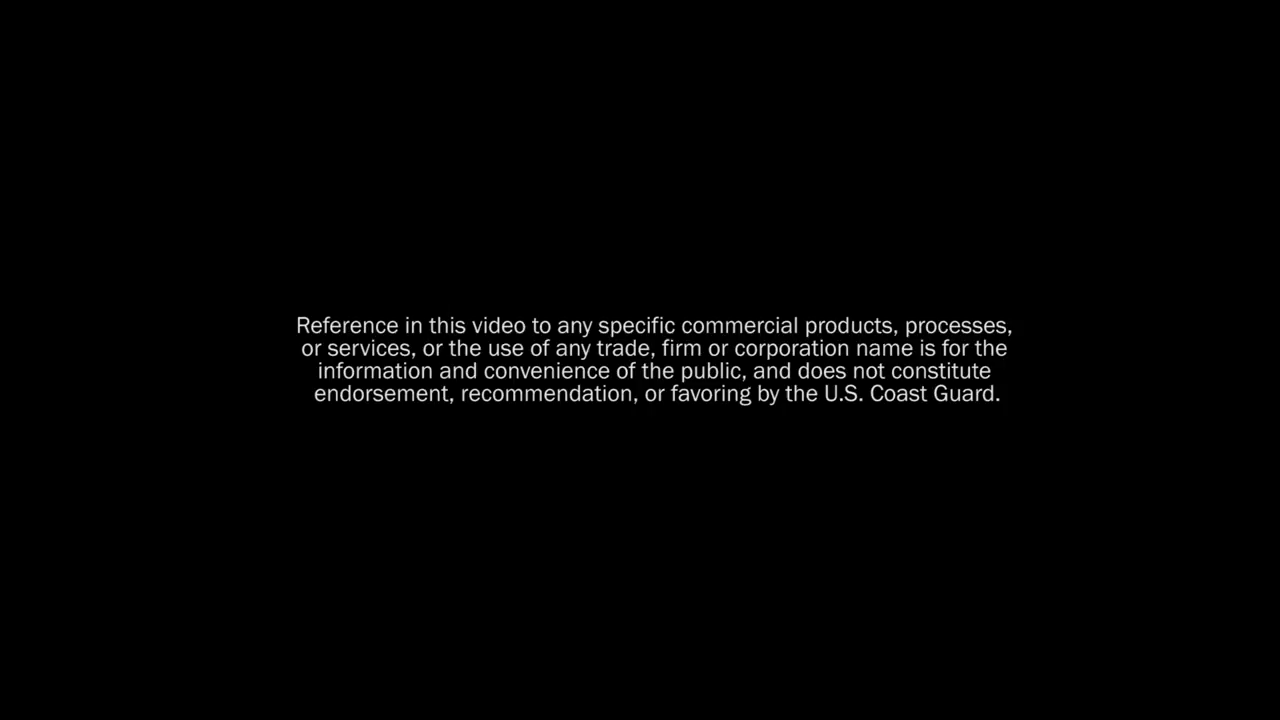 Reference in this video to any specific commercial products, processes,
or services, or the use of any trade, firm or corporation name is for the
information and convenience of the public, and does not constitute
endorsement, recommendation, or favoring by the U.S. Coast Guard.